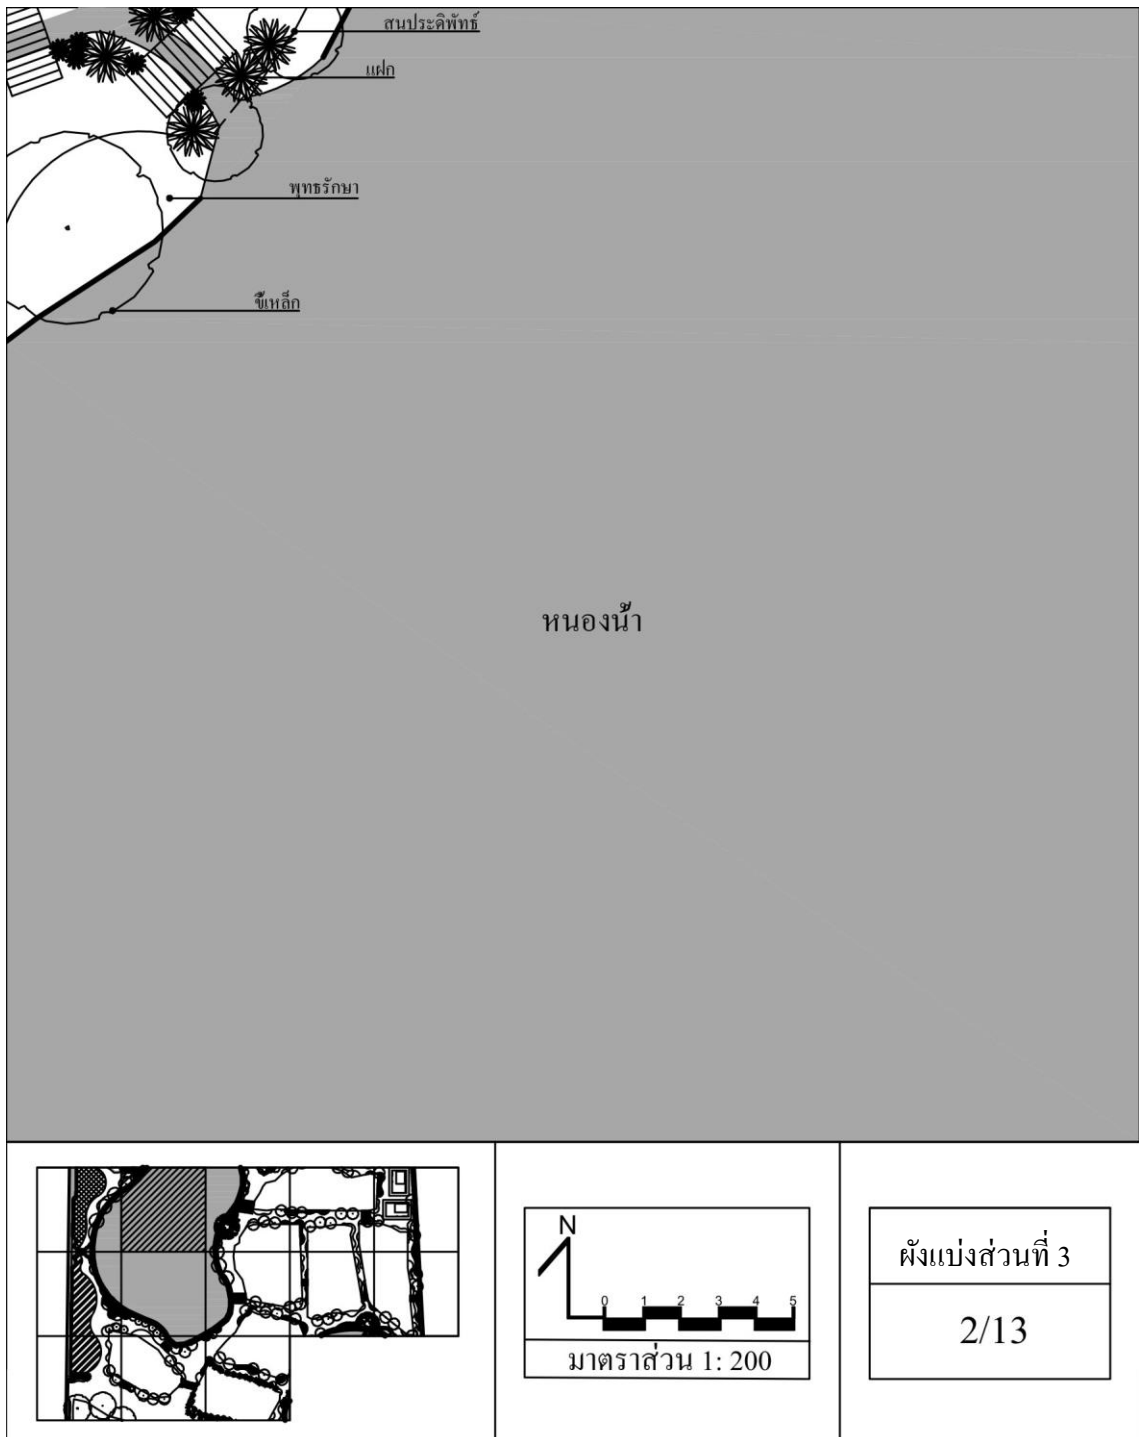 สนประดิพัทธ์
แฝก
พุทธรักษา
ขี้เหล็ก
หนองน้ำ
N
0 1 2 3 4 5
มาตราส่วน 1: 200
ผังแบ่งส่วนที่ 3
2/13